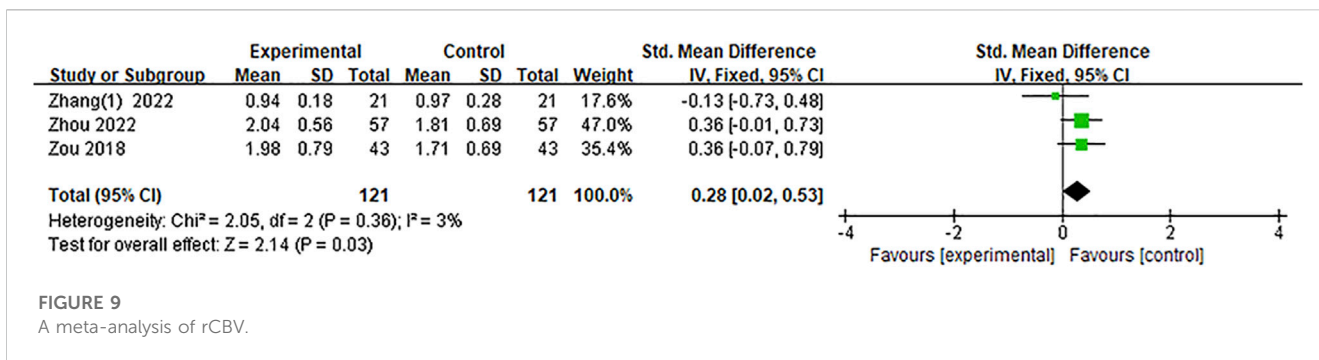 Experimental Control Std. Mean Difference Std. Mean Difference
Study or Subgroup Mean SD Total Mean SD Total Weight IV, Fixed, 95% CI IV, Fixed, 95% CI
Zhang(1) 2022 0.94 0.18 21 0.97 0.28 21 17.6% -0.13 [-0.73, 0.48]
Zhou 2022 2.04 0.56 57 1.81 0.69 57 47.0% 0.36 [-0.01, 0.73]
Zou 2018 1.98 0.79 43 1.71 0.69 43 35.4% 0.36 [-0.07, 0.79]
Total (95% CI) 121 121 100.0% 0.28 [0.02, 0.53]
Heterogeneity: Chi² = 2.05, df = 2 (P = 0.36); I² = 3%
Test for overall effect: Z = 2.14 (P = 0.03)
-4 -2 0 2 4
Favours [experimental] Favours [control]
FIGURE 9
A meta-analysis of rCBV.